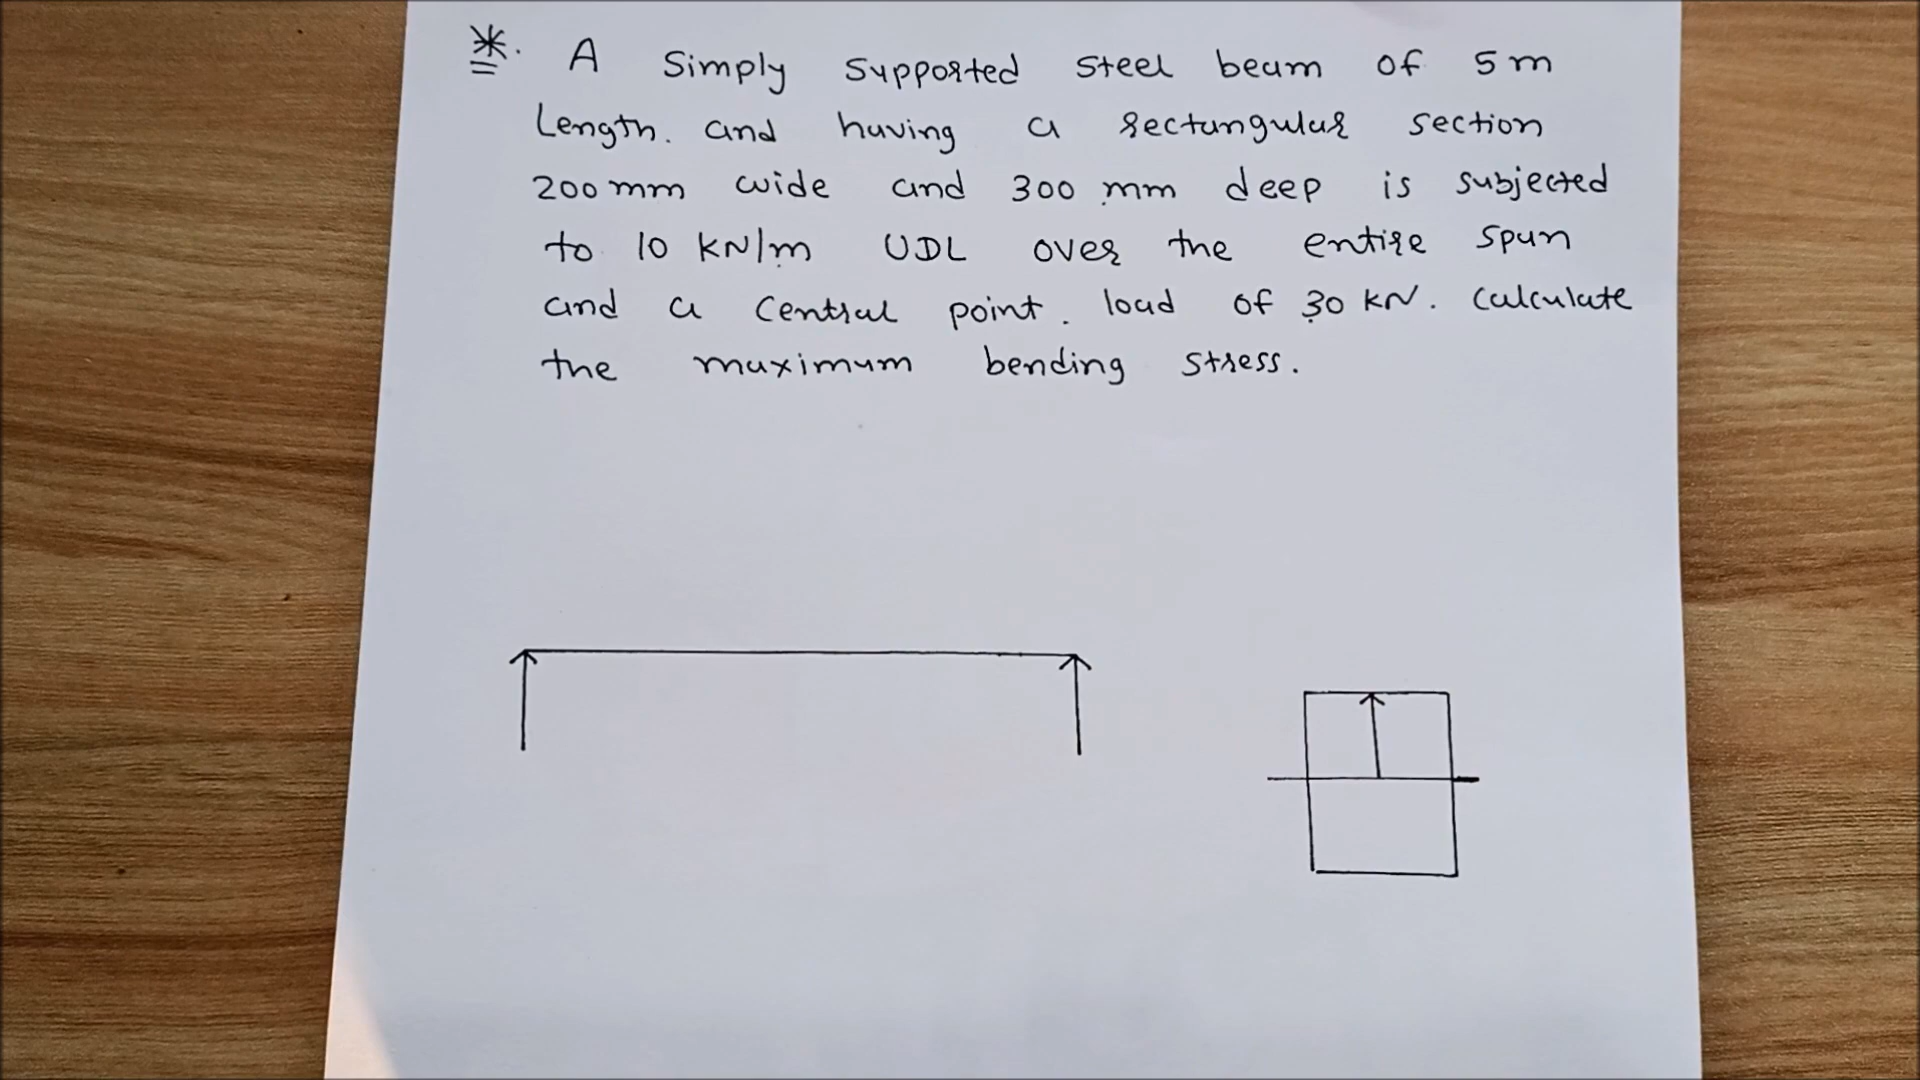 *. A simply supported steel beam of 5 m
Length. and having a rectangular section
200 mm wide and 300 mm deep is subjected
to 10 KN/m UDL over the entire span
and a central point. load of 30 KN. calculate
the maximum bending stress.